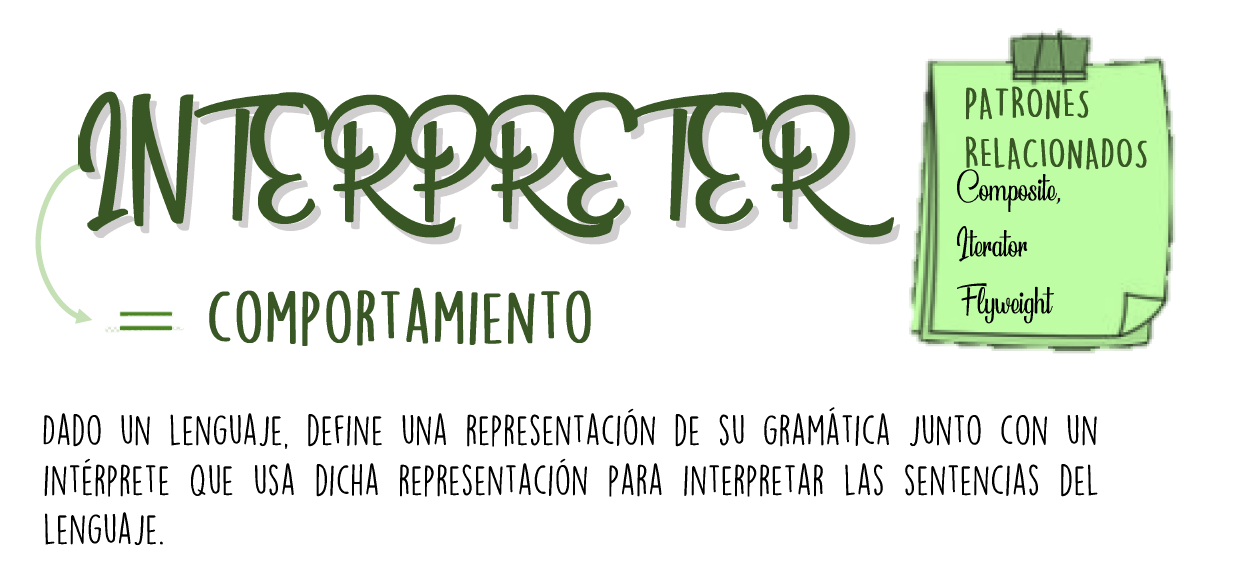 INTERPRETER
= COMPORTAMIENTO
PATRONES
RELACIONADOS
Composite,
Iterator
Flyweight
DADO UN LENGUAJE, DEFINE UNA REPRESENTACIÓN DE SU GRAMÁTICA JUNTO CON UN
INTÉRPRETE QUE USA DICHA REPRESENTACIÓN PARA INTERPRETAR LAS SENTENCIAS DEL
LENGUAJE.